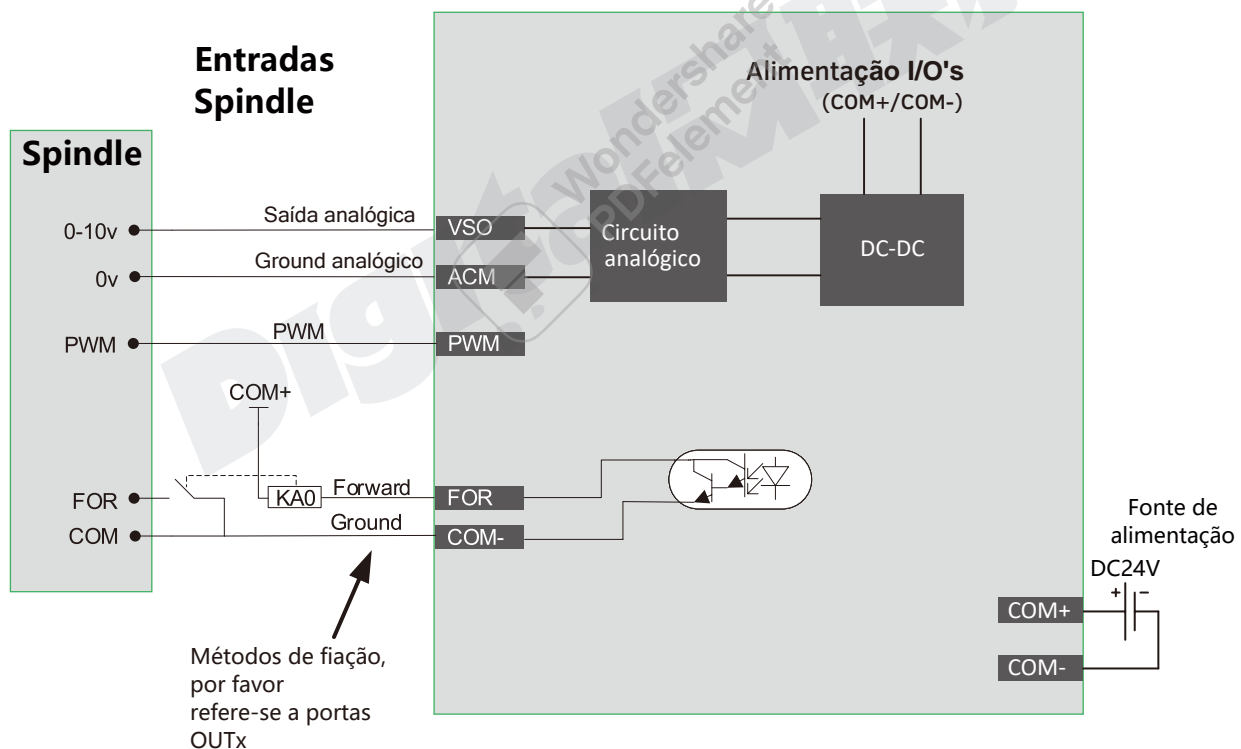 Entradas
Spindle
Alimentação I/O's
(COM+/COM-)
Spindle
0-10v
Saída analógica
VSO
Circuito
analógico
DC-DC
0v
Ground analógico
ACM
PWM
PWM
PWM
COM+
FOR
KA0
Forward
FOR
COM
Ground
COM-
Fonte de
alimentação
DC24V
+ -
COM+
COM-
Métodos de fiação,
por favor
refere-se a portas
OUTx
Wondershare
PDFelement